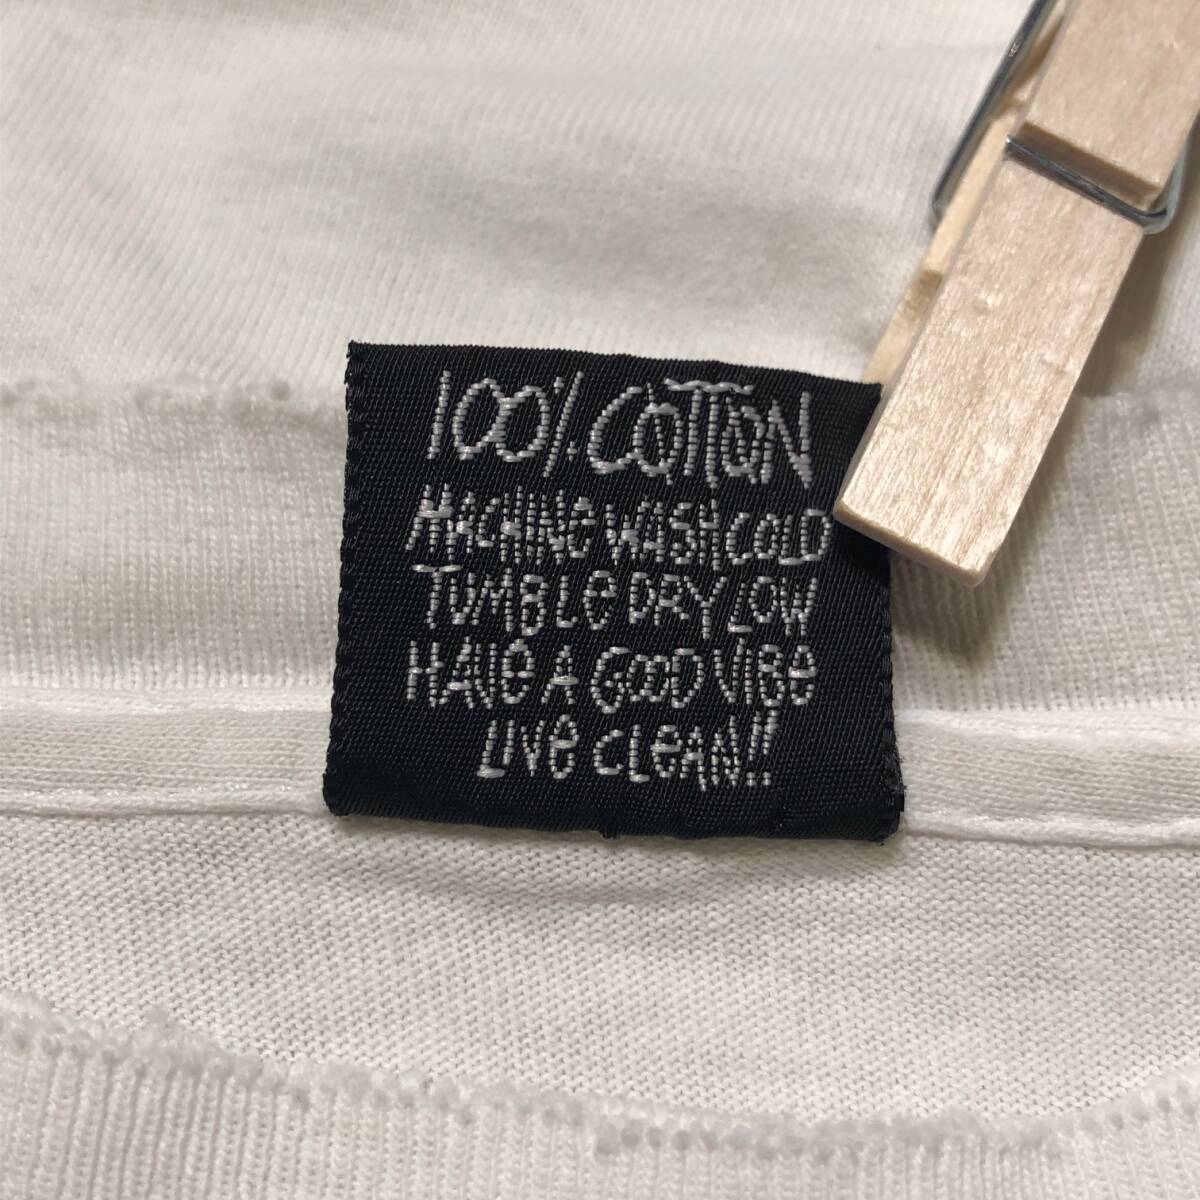 100% COTTON
MACHINE WASH COLD
TUMBLE DRY LOW
HAVE A GOOD VIBE
LIVE CLEAN!!